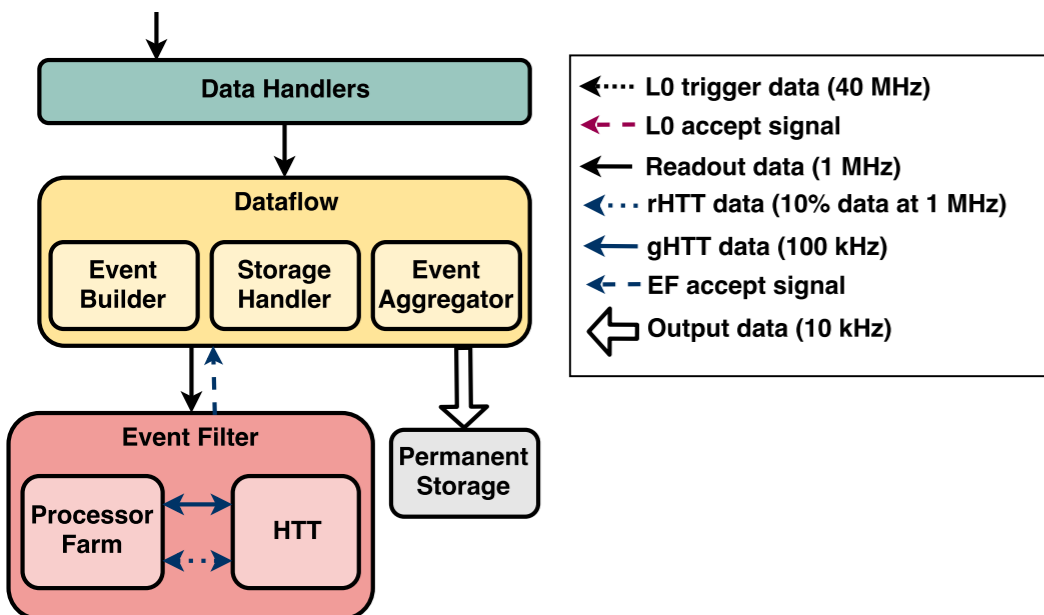 Data Handlers
Dataflow
Event
Builder
Storage
Handler
Event
Aggregator
Event Filter
Processor
Farm
HTT
Permanent
Storage
L0 trigger data (40 MHz)
L0 accept signal
Readout data (1 MHz)
rHTT data (10% data at 1 MHz)
gHTT data (100 kHz)
EF accept signal
Output data (10 kHz)